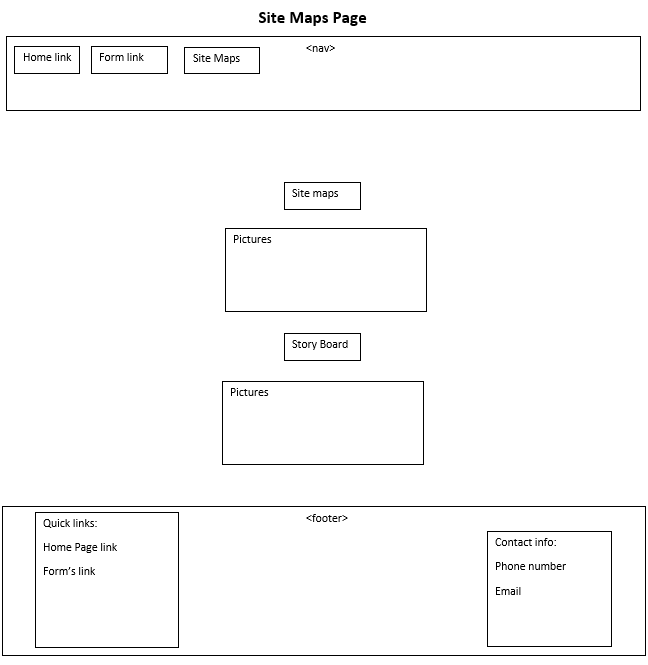 Site Maps Page
<nav>
Home link
Form link
Site Maps
Site maps
Pictures
Story Board
Pictures
<footer>
Quick links:
Home Page link
Form's link
Contact info:
Phone number
Email